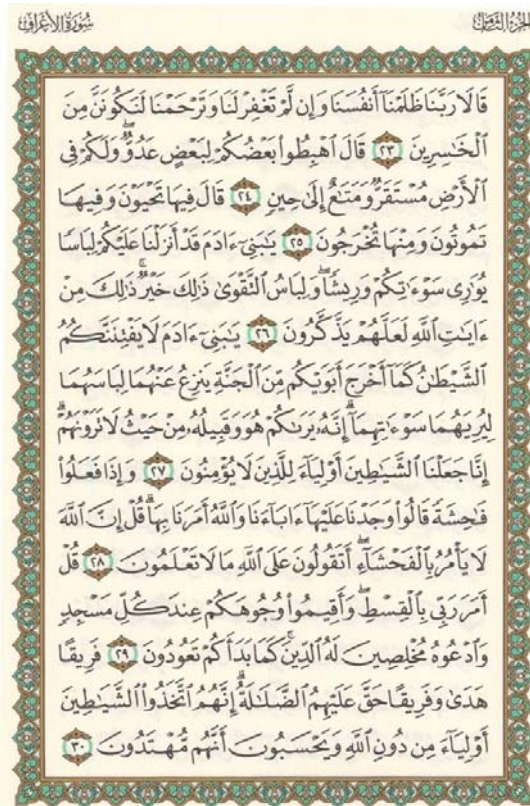 الجزء الثامن سورة الأعراف
قَالَا رَبَّنَا ظَلَمْنَا أَنفُسَنَا وَإِن لَّمْ تَغْفِرْ لَنَا وَتَرْحَمْنَا لَنَكُونَنَّ مِنَ
ٱلْخَٰسِرِينَ ٢٣ قَالَ ٱهْبِطُوا۟ بَعْضُكُمْ لِبَعْضٍ عَدُوٌّ ۖ وَلَكُمْ فِى
ٱلْأَرْضِ مُسْتَقَرٌّ وَمَتَٰعٌ إِلَىٰ حِينٍ ٢٤ قَالَ فِيهَا تَحْيَوْنَ وَفِيهَا
تَمُوتُونَ وَمِنْهَا تُخْرَجُونَ ٢٥ يَٰبَنِىٓ ءَادَمَ قَدْ أَنزَلْنَا عَلَيْكُمْ لِبَاسًا
يُوَٰرِى سَوْءَٰتِكُمْ وَرِيشًا ۖ وَلِبَاسُ ٱلتَّقْوَىٰ ذَٰلِكَ خَيْرٌ ۚ ذَٰلِكَ مِنْ
ءَايَٰتِ ٱللَّهِ لَعَلَّهُمْ يَذَّكَّرُونَ ٢٦ يَٰبَنِىٓ ءَادَمَ لَا يَفْتِنَنَّكُمُ
ٱلشَّيْطَٰنُ كَمَآ أَخْرَجَ أَبَوَيْكُم مِّنَ ٱلْجَنَّةِ يَنزِعُ عَنْهُمَا لِبَاسَهُمَا
لِيُرِيَهُمَا سَوْءَٰتِهِمَآ ۗ إِنَّهُۥ يَرَىٰكُمْ هُوَ وَقَبِيلُهُۥ مِنْ حَيْثُ لَا تَرَوْنَهُمْ ۗ
إِنَّا جَعَلْنَا ٱلشَّيَٰطِينَ أَوْلِيَآءَ لِلَّذِينَ لَا يُؤْمِنُونَ ٢٧ وَإِذَا فَعَلُوا۟
فَٰحِشَةً قَالُوا۟ وَجَدْنَا عَلَيْهَآ ءَابَآءَنَا وَٱللَّهُ أَمَرَنَا بِهَا ۗ قُلْ إِنَّ ٱللَّهَ
لَا يَأْمُرُ بِٱلْفَحْشَآءِ ۖ أَتَقُولُونَ عَلَى ٱللَّهِ مَا لَا تَعْلَمُونَ ٢٨ قُلْ
أَمَرَ رَبِّى بِٱلْقِسْطِ ۖ وَأَقِيمُوا۟ وُجُوهَكُمْ عِندَ كُلِّ مَسْجِدٍ
وَٱدْعُوهُ مُخْلِصِينَ لَهُ ٱلدِّينَ ۚ كَمَا بَدَأَكُمْ تَعُودُونَ ٢٩ فَرِيقًا
هَدَىٰ وَفَرِيقًا حَقَّ عَلَيْهِمُ ٱلضَّلَٰلَةُ ۗ إِنَّهُمُ ٱتَّخَذُوا۟ ٱلشَّيَٰطِينَ
أَوْلِيَآءَ مِن دُونِ ٱللَّهِ وَيَحْسَبُونَ أَنَّهُم مُّهْتَدُونَ ٣٠